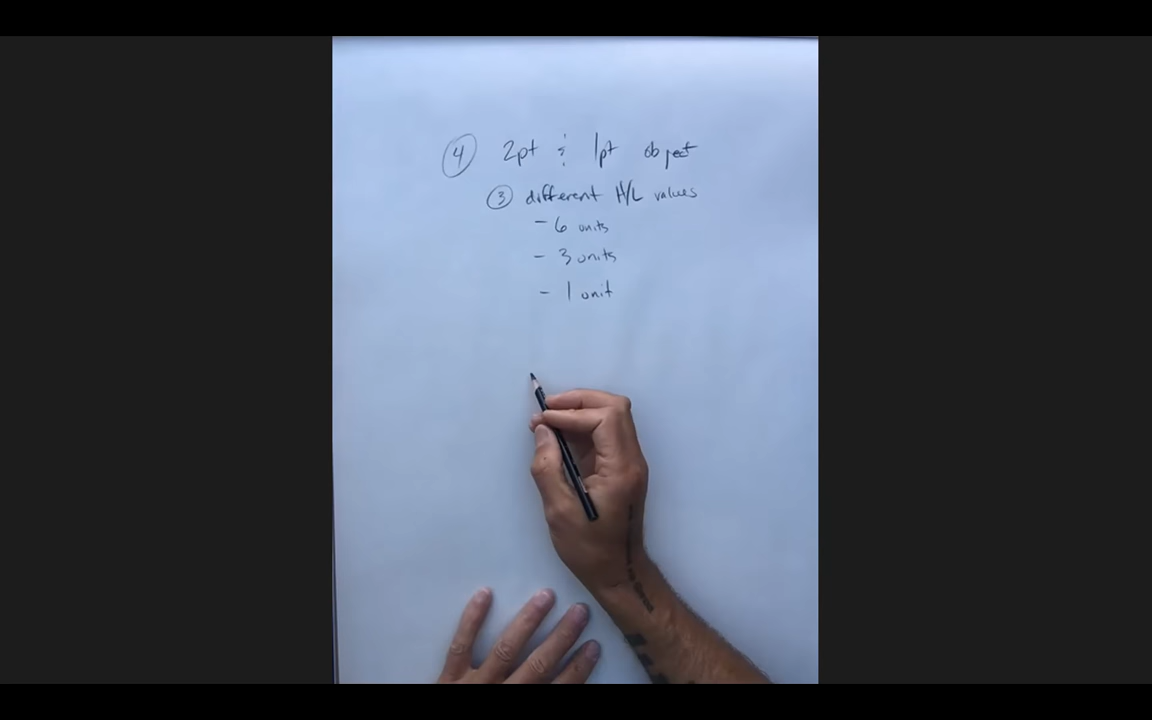 4 2pt & 1pt object
3 different H/L values
- 6 units
- 3 units
- 1 unit